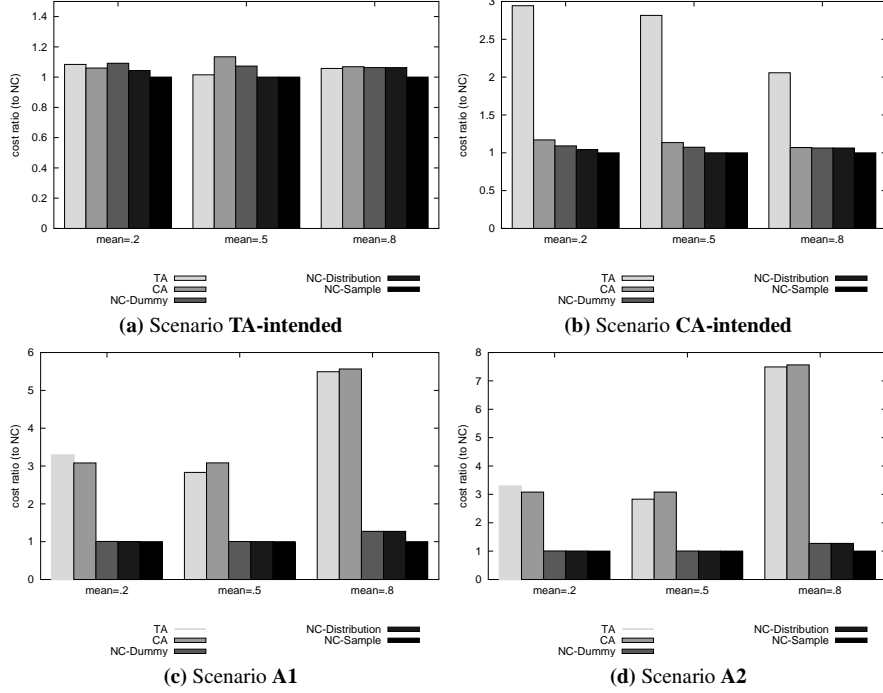 1.4
1.2
1
0.8
0.6
0.4
0.2
0
cost ratio (to NC)
mean=.2 mean=.5 mean=.8
TA
CA
NC-Dummy
NC-Distribution
NC-Sample
(a) Scenario TA-intended
3
2.5
2
1.5
1
0.5
0
cost ratio (to NC)
mean=.2 mean=.5 mean=.8
TA
CA
NC-Dummy
NC-Distribution
NC-Sample
(b) Scenario CA-intended
6
5
4
3
2
1
0
cost ratio (to NC)
mean=.2 mean=.5 mean=.8
TA
CA
NC-Dummy
NC-Distribution
NC-Sample
(c) Scenario A1
8
7
6
5
4
3
2
1
0
cost ratio (to NC)
mean=.2 mean=.5 mean=.8
TA
CA
NC-Dummy
NC-Distribution
NC-Sample
(d) Scenario A2